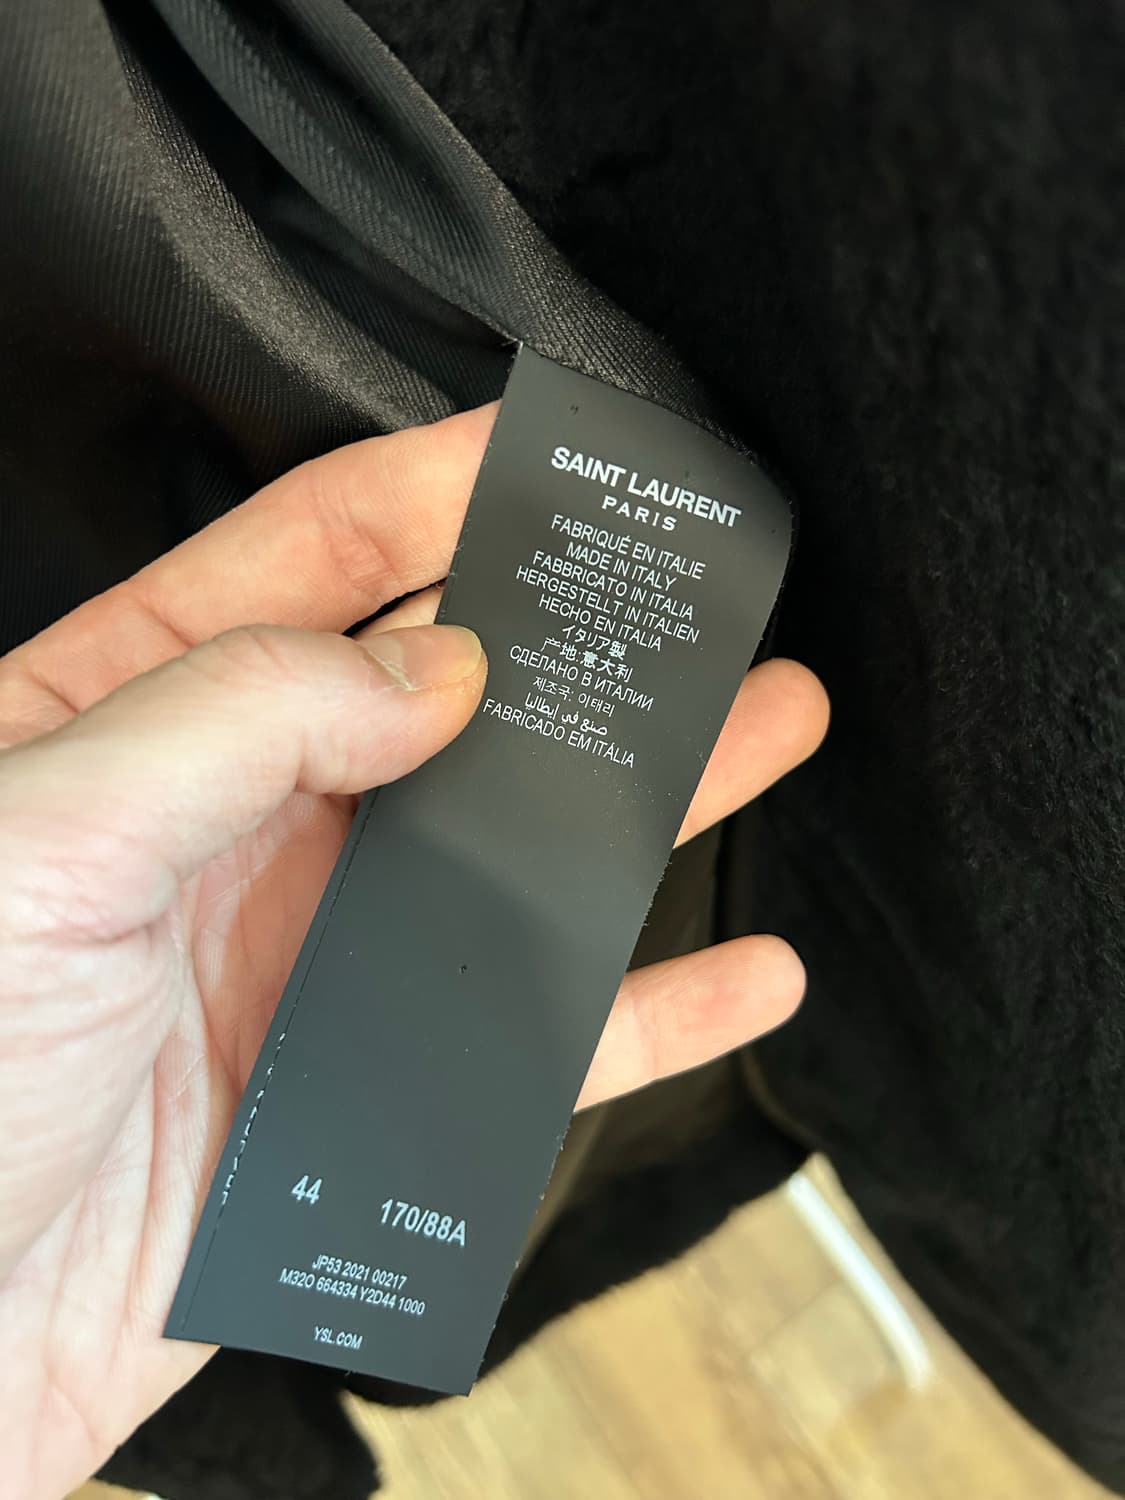 SAINT LAURENT
PARIS
FABRIQUÉ EN ITALIE
MADE IN ITALY
FABBRICATO IN ITALIA
HERGESTELLT IN ITALIEN
HECHO EN ITALIA
イタリア製
产地:意大利
СДЕЛАНО В ИТАЛИИ
제조국: 이태리
صنع في إيطاليا
FABRICADO EM ITÁLIA
44 170/88A
JP53 2021 00217
M32O 664334 Y2D44 1000
YSL.COM